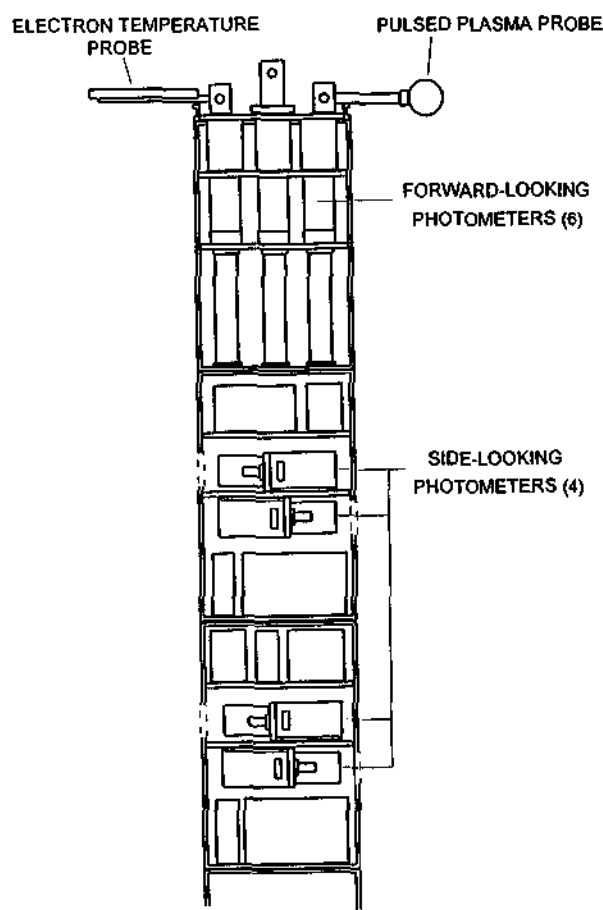 ELECTRON TEMPERATURE
PROBE
PULSED PLASMA PROBE
FORWARD-LOOKING
PHOTOMETERS (6)
SIDE-LOOKING
PHOTOMETERS (4)